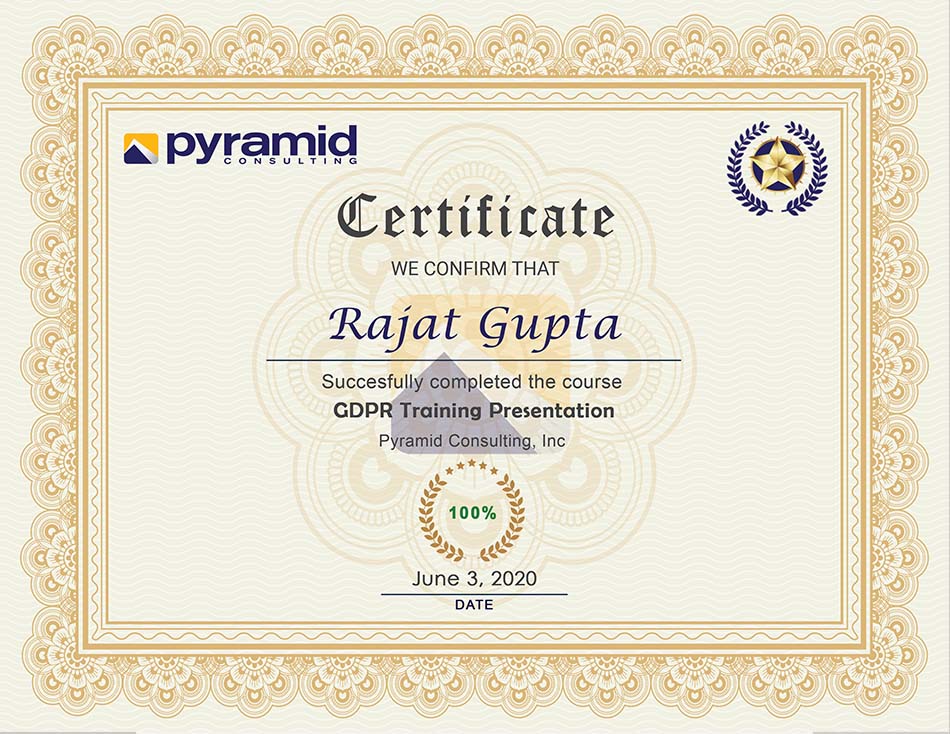 pyramid
CONSULTING
Certificate
WE CONFIRM THAT
Rajat Gupta
Succesfully completed the course
GDPR Training Presentation
Pyramid Consulting, Inc
100%
June 3, 2020
DATE